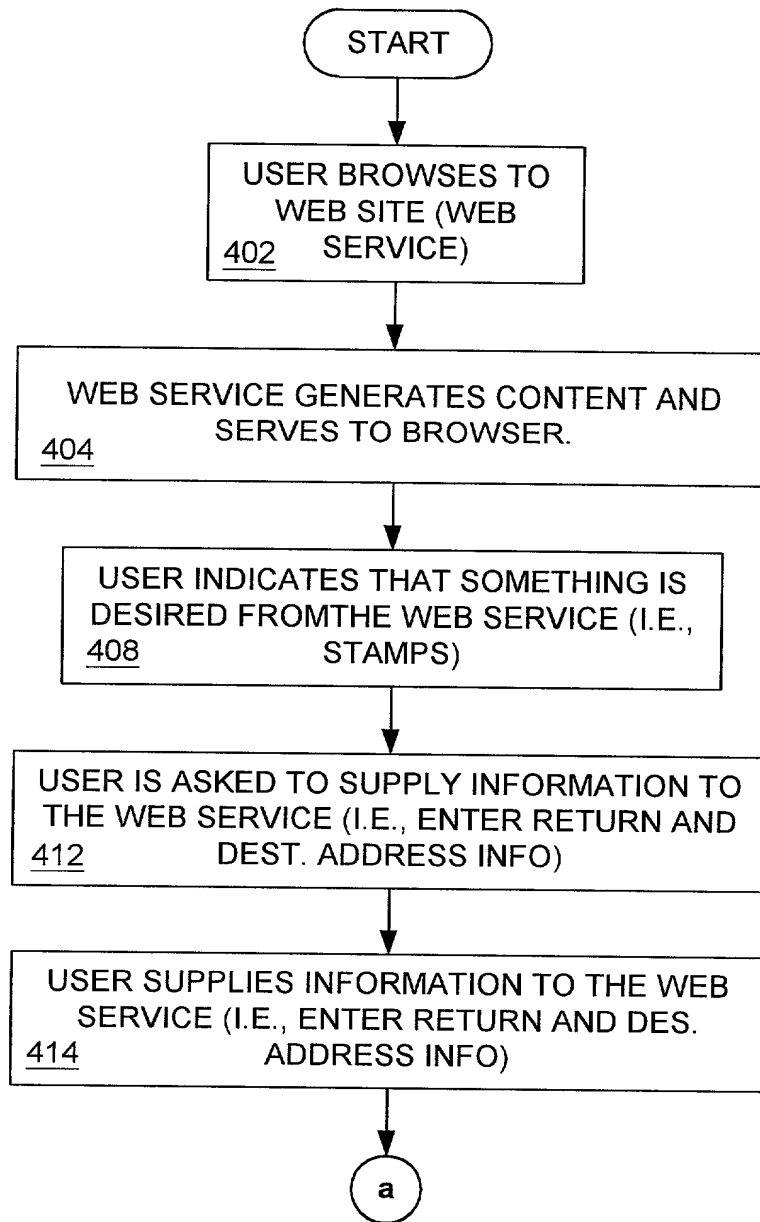 START
USER BROWSES TO
WEB SITE (WEB
SERVICE)
402
WEB SERVICE GENERATES CONTENT AND
SERVES TO BROWSER.
404
USER INDICATES THAT SOMETHING IS
DESIRED FROMTHE WEB SERVICE (I.E.,
STAMPS)
408
USER IS ASKED TO SUPPLY INFORMATION TO
THE WEB SERVICE (I.E., ENTER RETURN AND
DEST. ADDRESS INFO)
412
USER SUPPLIES INFORMATION TO THE WEB
SERVICE (I.E., ENTER RETURN AND DES.
ADDRESS INFO)
414
a